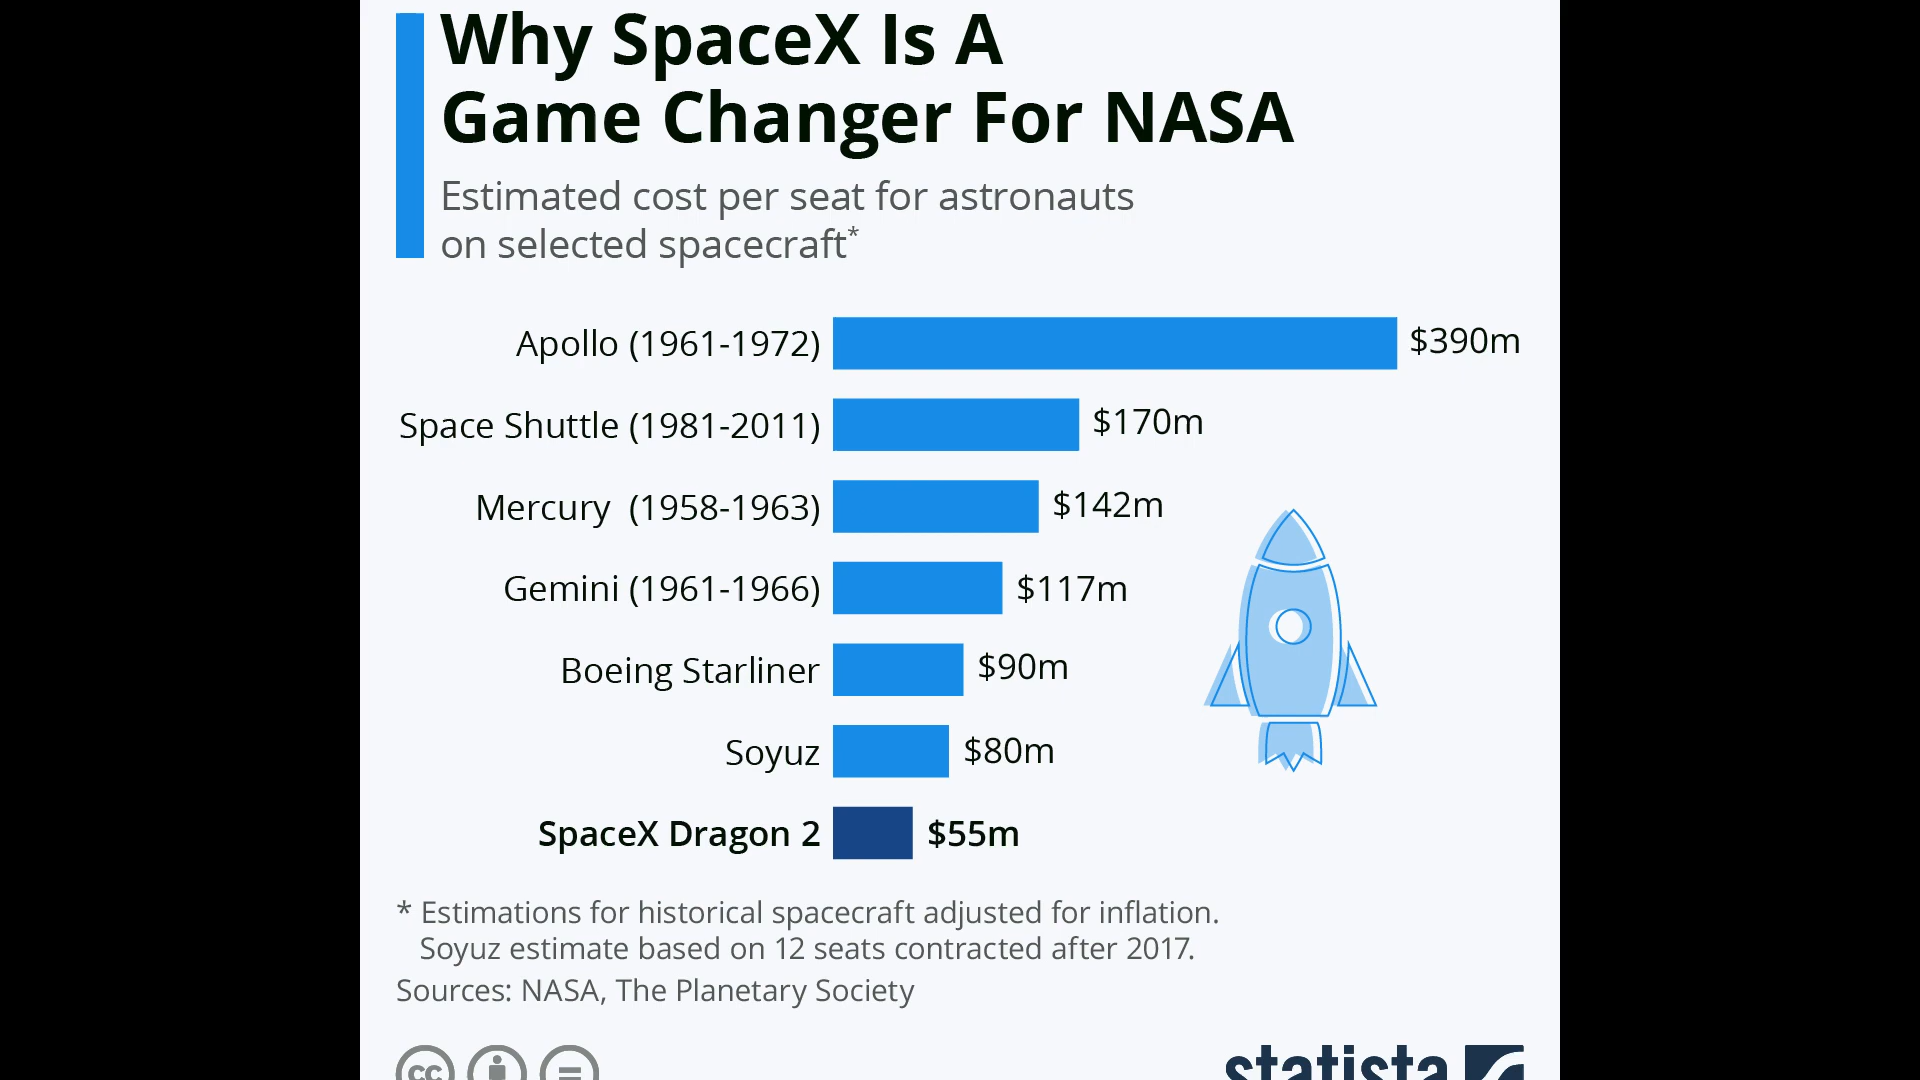 Why SpaceX Is A
Game Changer For NASA
Estimated cost per seat for astronauts
on selected spacecraft*
Apollo (1961-1972) $390m
Space Shuttle (1981-2011) $170m
Mercury (1958-1963) $142m
Gemini (1961-1966) $117m
Boeing Starliner $90m
Soyuz $80m
SpaceX Dragon 2 $55m
* Estimations for historical spacecraft adjusted for inflation.
Soyuz estimate based on 12 seats contracted after 2017.
Sources: NASA, The Planetary Society
cc statista